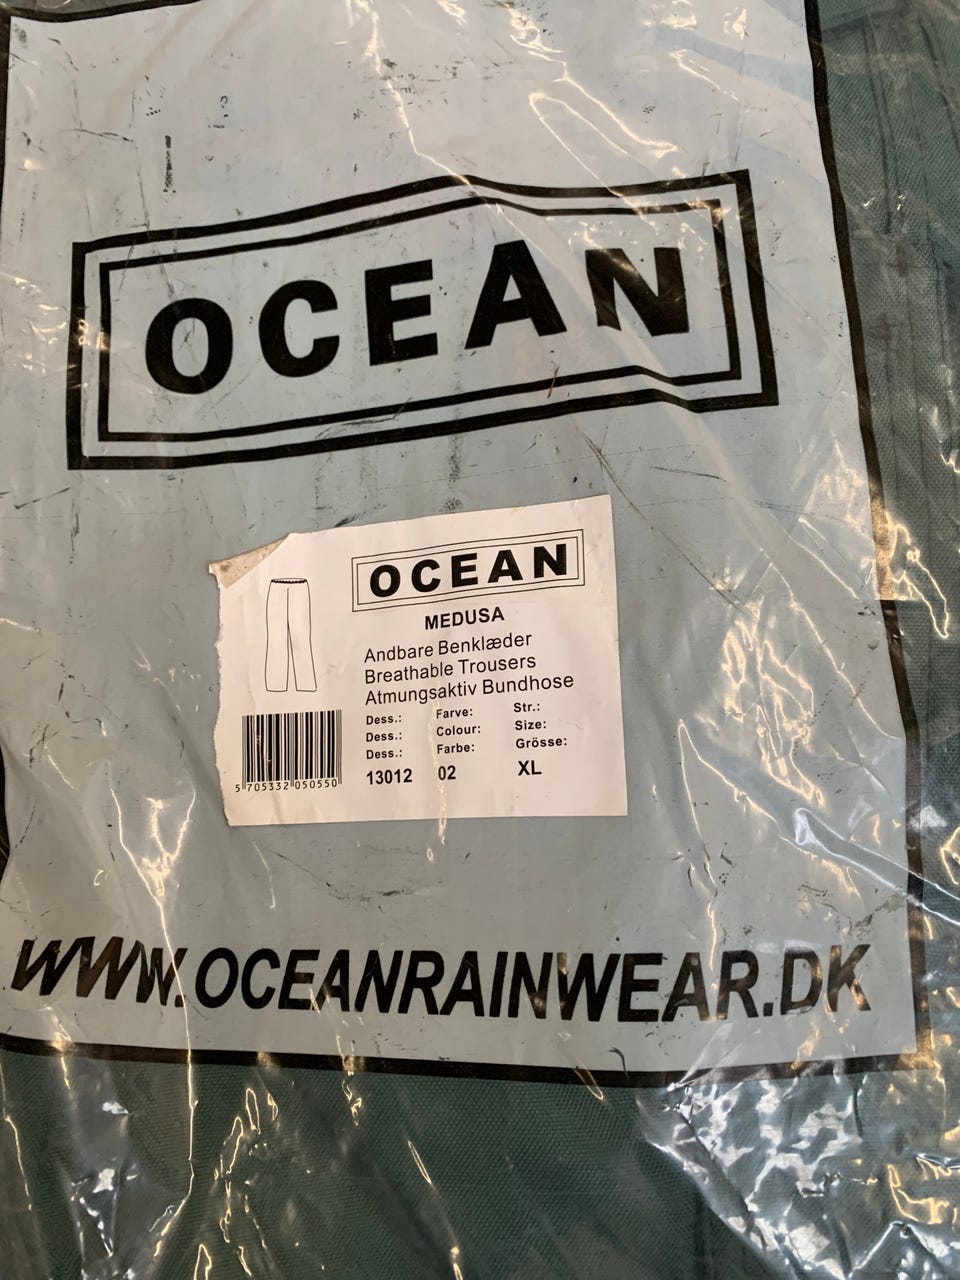 OCEAN
OCEAN
MEDUSA
Andbare Benklæder
Breathable Trousers
Atmungsaktiv Bundhose
Dess.: Farve: Str.:
Dess.: Colour: Size:
Dess.: Farbe: Grösse:
13012 02 XL
5 705332 050550
WWW.OCEANRAINWEAR.DK